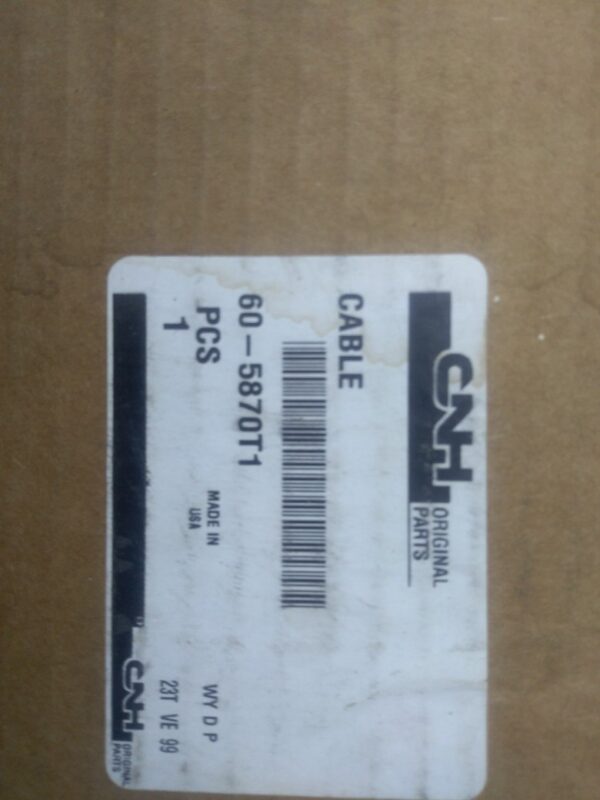 CNH
ORIGINAL
PARTS
CABLE
60-5870T1
PCS
1
MADE IN
USA
WY D P
23T VE 99
CNH
ORIGINAL
PARTS